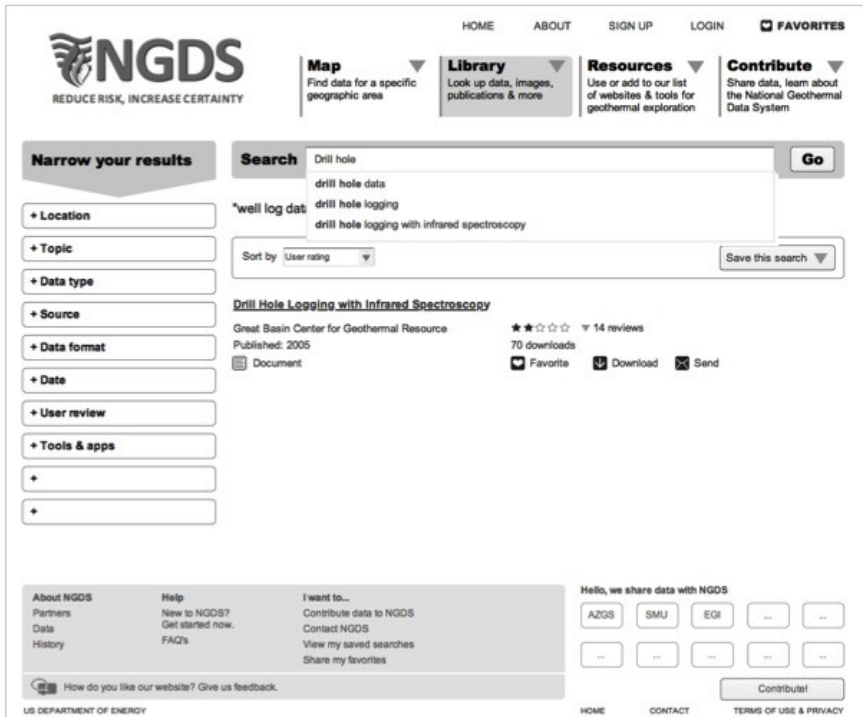 HOME ABOUT SIGN UP LOGIN FAVORITES
NGDS
REDUCE RISK, INCREASE CERTAINTY
Map
Find data for a specific
geographic area
Library
Look up data, images,
publications & more
Resources
Use or add to our list
of websites & tools for
geothermal exploration
Contribute
Share data, learn about
the National Geothermal
Data System
Narrow your results
+ Location
+ Topic
+ Data type
+ Source
+ Data format
+ Date
+ User review
+ Tools & apps
+
+
Search Drill hole Go
drill hole data
drill hole logging
drill hole logging with infrared spectroscopy
"well log dat
Sort by User rating Save this search
Drill Hole Logging with Infrared Spectroscopy
Great Basin Center for Geothermal Resource 14 reviews
Published: 2005 70 downloads
Document Favorite Download Send
About NGDS
Partners
Data
History
Help
New to NGDS?
Get started now.
FAQ's
I want to...
Contribute data to NGDS
Contact NGDS
View my saved searches
Share my favorites
How do you like our website? Give us feedback.
Hello, we share data with NGDS
AZGS SMU EGI ... ...
... ... ... ... ...
Contribute!
US DEPARTMENT OF ENERGY HOME CONTACT TERMS OF USE & PRIVACY